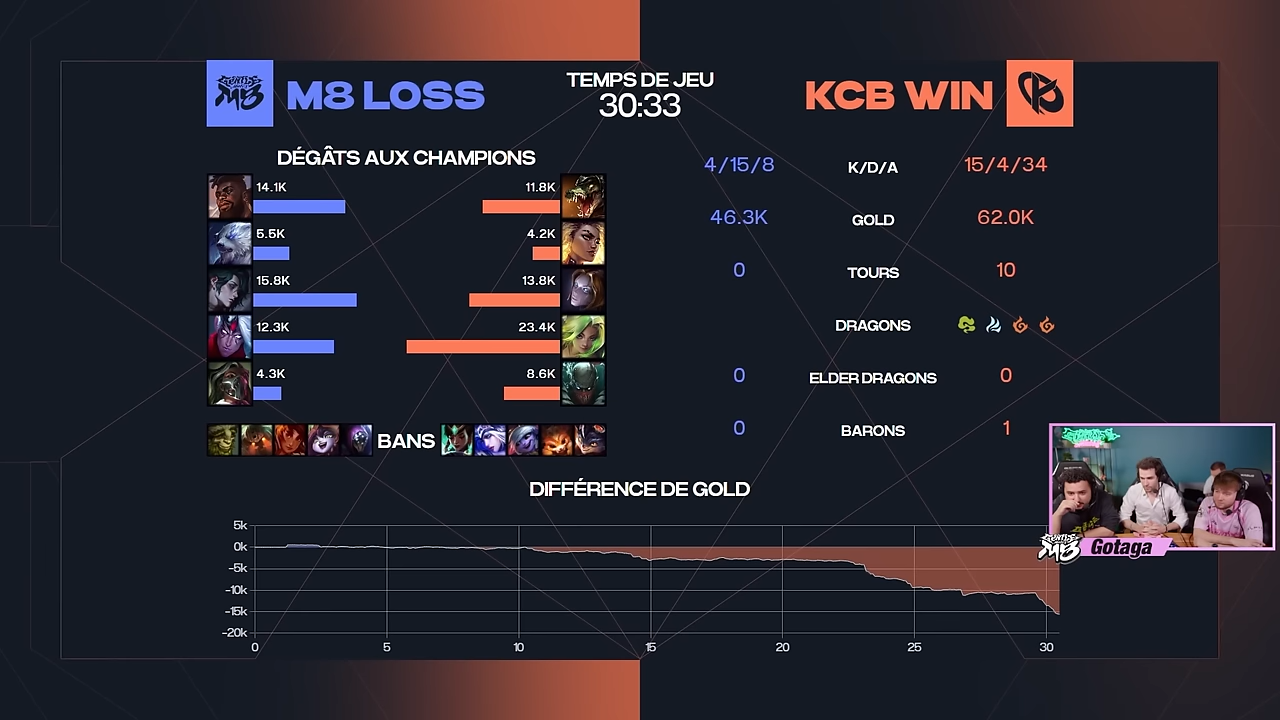 M8 LOSS
TEMPS DE JEU
30:33
KCB WIN
DÉGÂTS AUX CHAMPIONS
14.1K
11.8K
5.5K
4.2K
15.8K
13.8K
12.3K
23.4K
4.3K
8.6K
BANS
4/15/8
K/D/A
15/4/34
46.3K
GOLD
62.0K
0
TOURS
10
DRAGONS
0
ELDER DRAGONS
0
0
BARONS
1
DIFFÉRENCE DE GOLD
5k
0k
-5k
-10k
-15k
-20k
0
5
10
15
20
25
30
M8
Gotaga